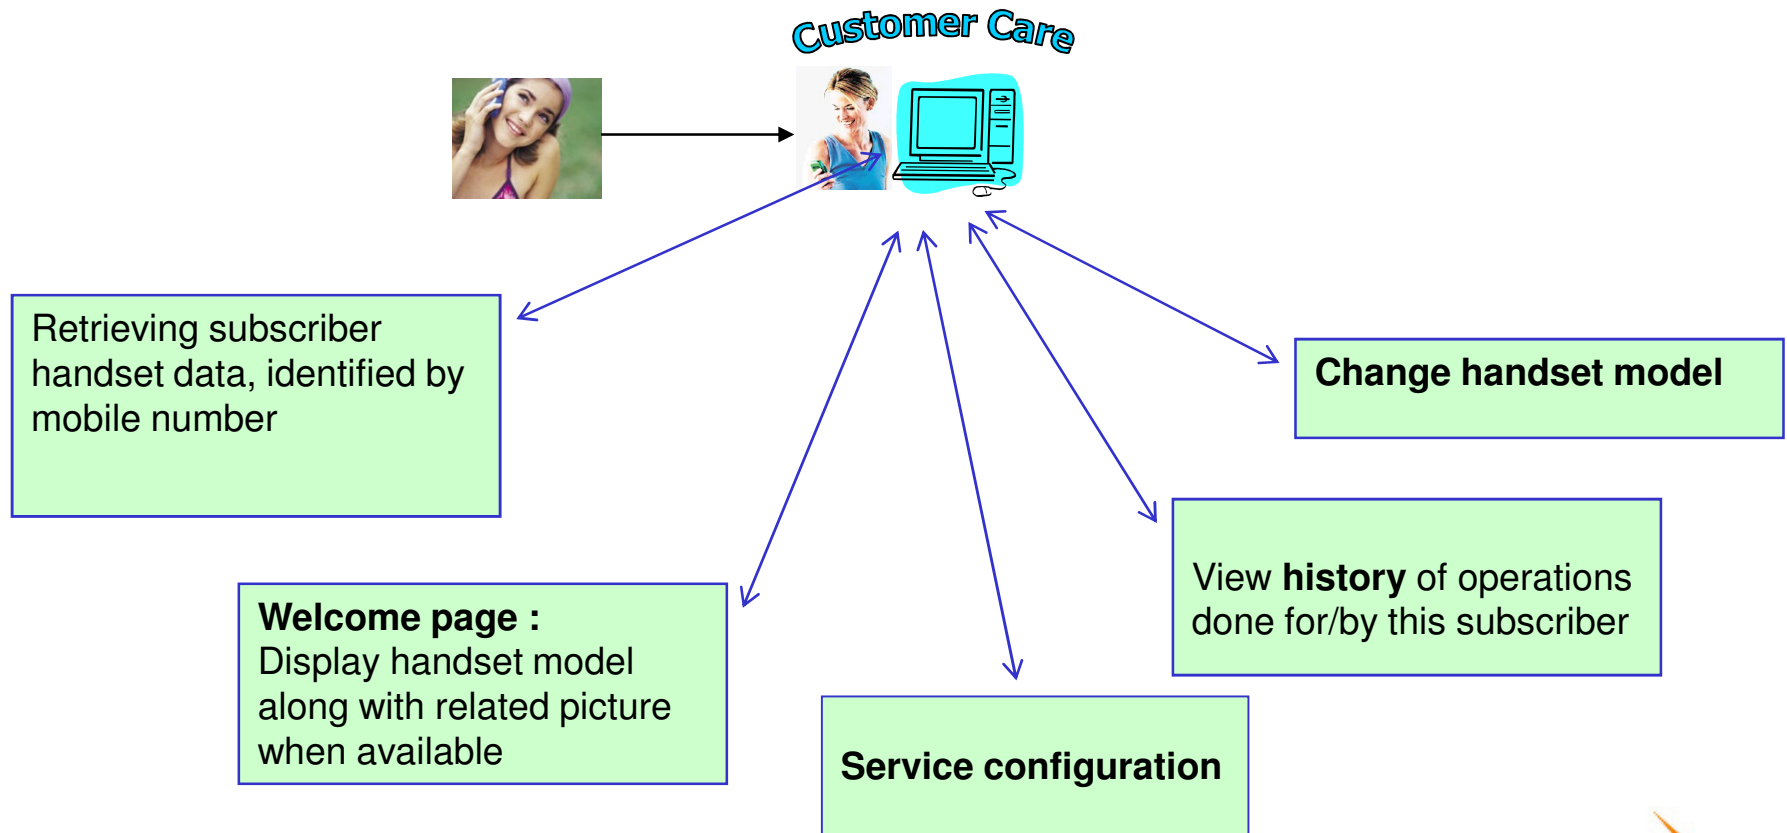 Customer Care
Retrieving subscriber
handset data, identified by
mobile number
Change handset model
View history of operations
done for/by this subscriber
Welcome page :
Display handset model
along with related picture
when available
Service configuration